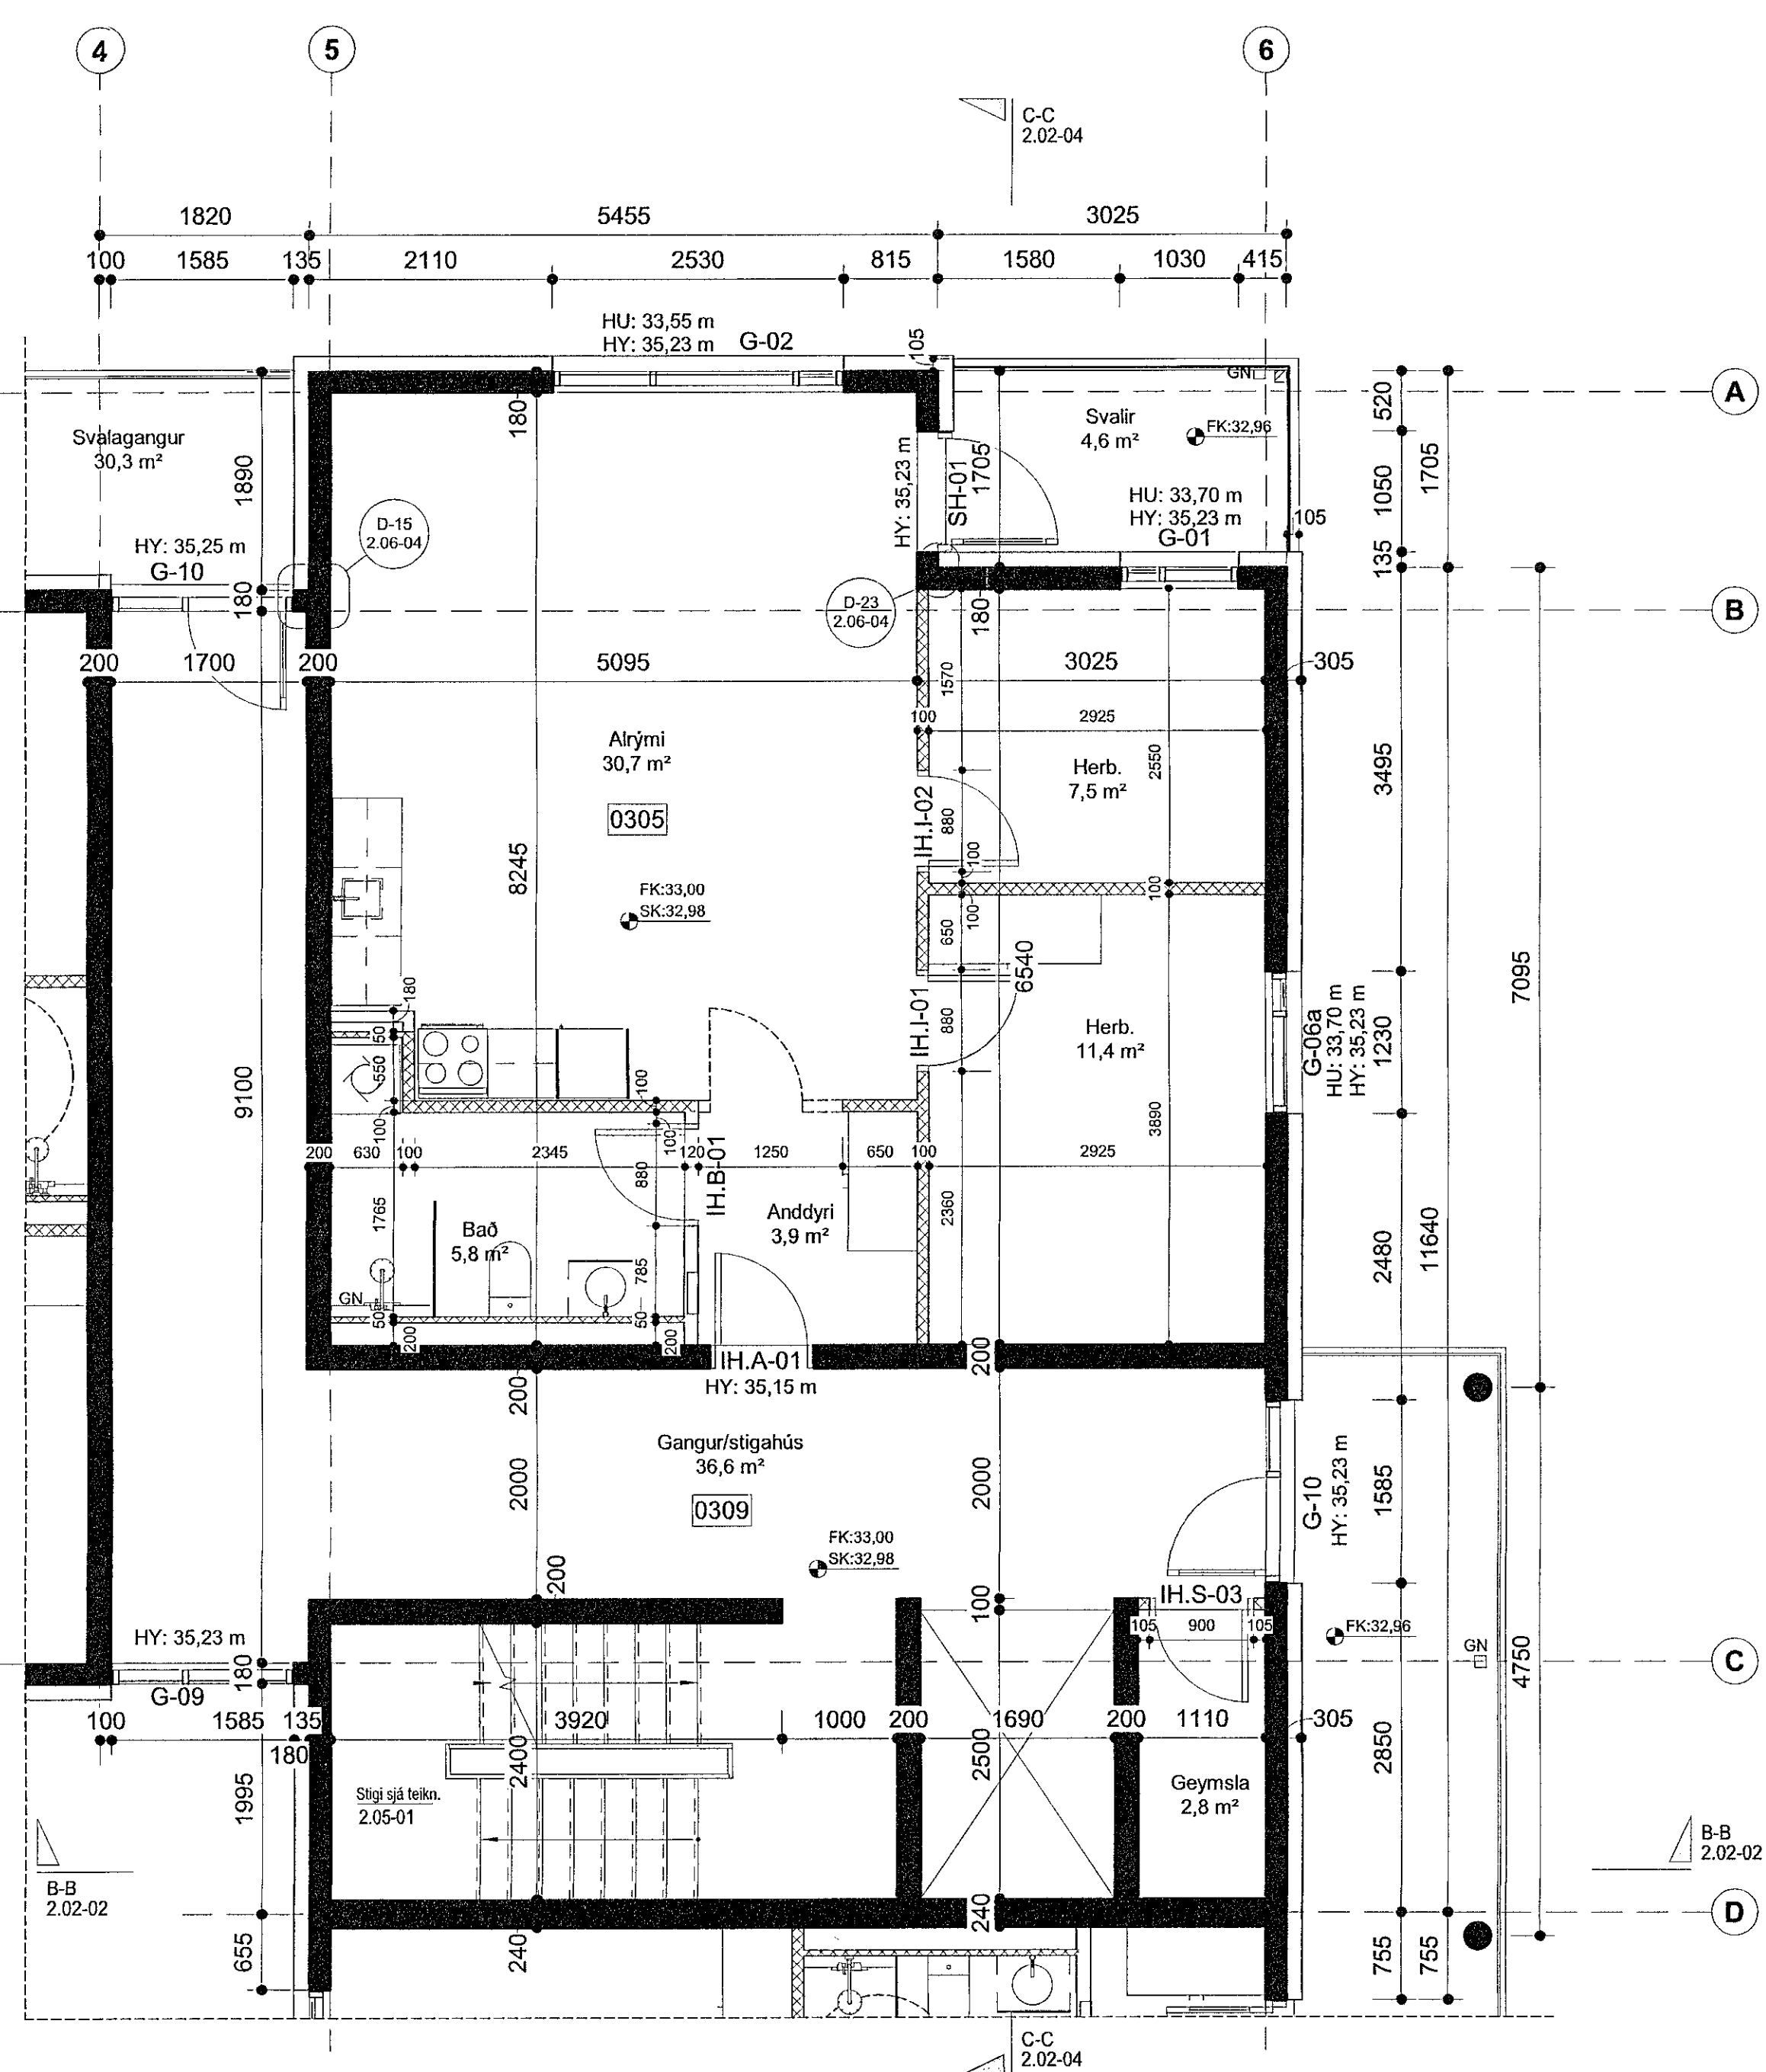 4
5
6
C-C
2.02-04
1820
5455
3025
100
1585
135
2110
2530
815
1580
1030
415
HU: 33,55 m
HY: 35,23 m
G-02
105
GN
A
520
Svalagangur
30,3 m²
180
Svalir
4,6 m²
FK:32,96
1890
HY: 35,23 m
SH-01
1705
1050
1705
D-15
2.06-04
HU: 33,70 m
HY: 35,23 m
G-01
105
135
HY: 35,25 m
G-10
180
D-23
2.06-04
180
B
200
1700
200
5095
3025
305
1570
100
2925
Alrými
30,7 m²
2550
Herb.
7,5 m²
3495
0305
IH.I-02
880
8245
100
FK:33,00
SK:32,98
100
100
650
6540
7095
180
50
550
IH.I-01
880
Herb.
11,4 m²
G-06a
HU: 33,70 m
HY: 35,23 m
1230
9100
100
100
100
3890
200
630
100
2345
120
1250
650
100
2925
880
IH.B-01
1765
Bað
5,8 m²
Anddyri
3,9 m²
2360
2480
11640
785
GN
50
200
50
200
IH.A-01
HY: 35,15 m
200
200
Gangur/stigahús
36,6 m²
2000
2000
0309
G-10
HY: 35,23 m
1585
FK:33,00
SK:32,98
200
100
IH.S-03
105
900
105
FK:32,96
GN
HY: 35,23 m
180
G-09
C
4750
100
1585
135
180
3920
1000
200
1690
200
1110
305
2400
2500
2850
1995
Stigi sjá teikn.
2.05-01
Geymsla
2,8 m²
B-B
2.02-02
B-B
2.02-02
240
240
D
655
755
755
C-C
2.02-04